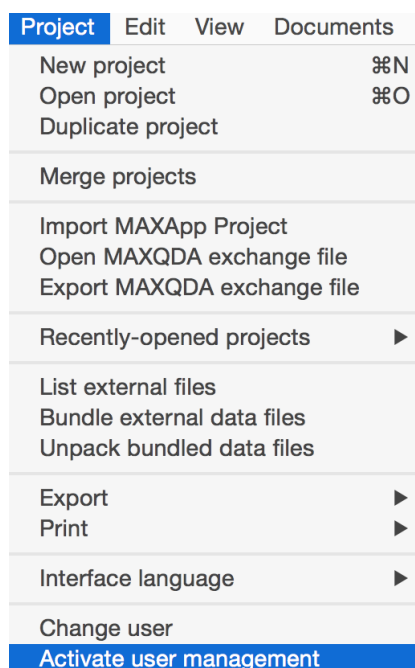 Project Edit View Documents
New project ⌘N
Open project ⌘O
Duplicate project
Merge projects
Import MAXApp Project
Open MAXQDA exchange file
Export MAXQDA exchange file
Recently-opened projects ▶
List external files
Bundle external data files
Unpack bundled data files
Export ▶
Print ▶
Interface language ▶
Change user
Activate user management